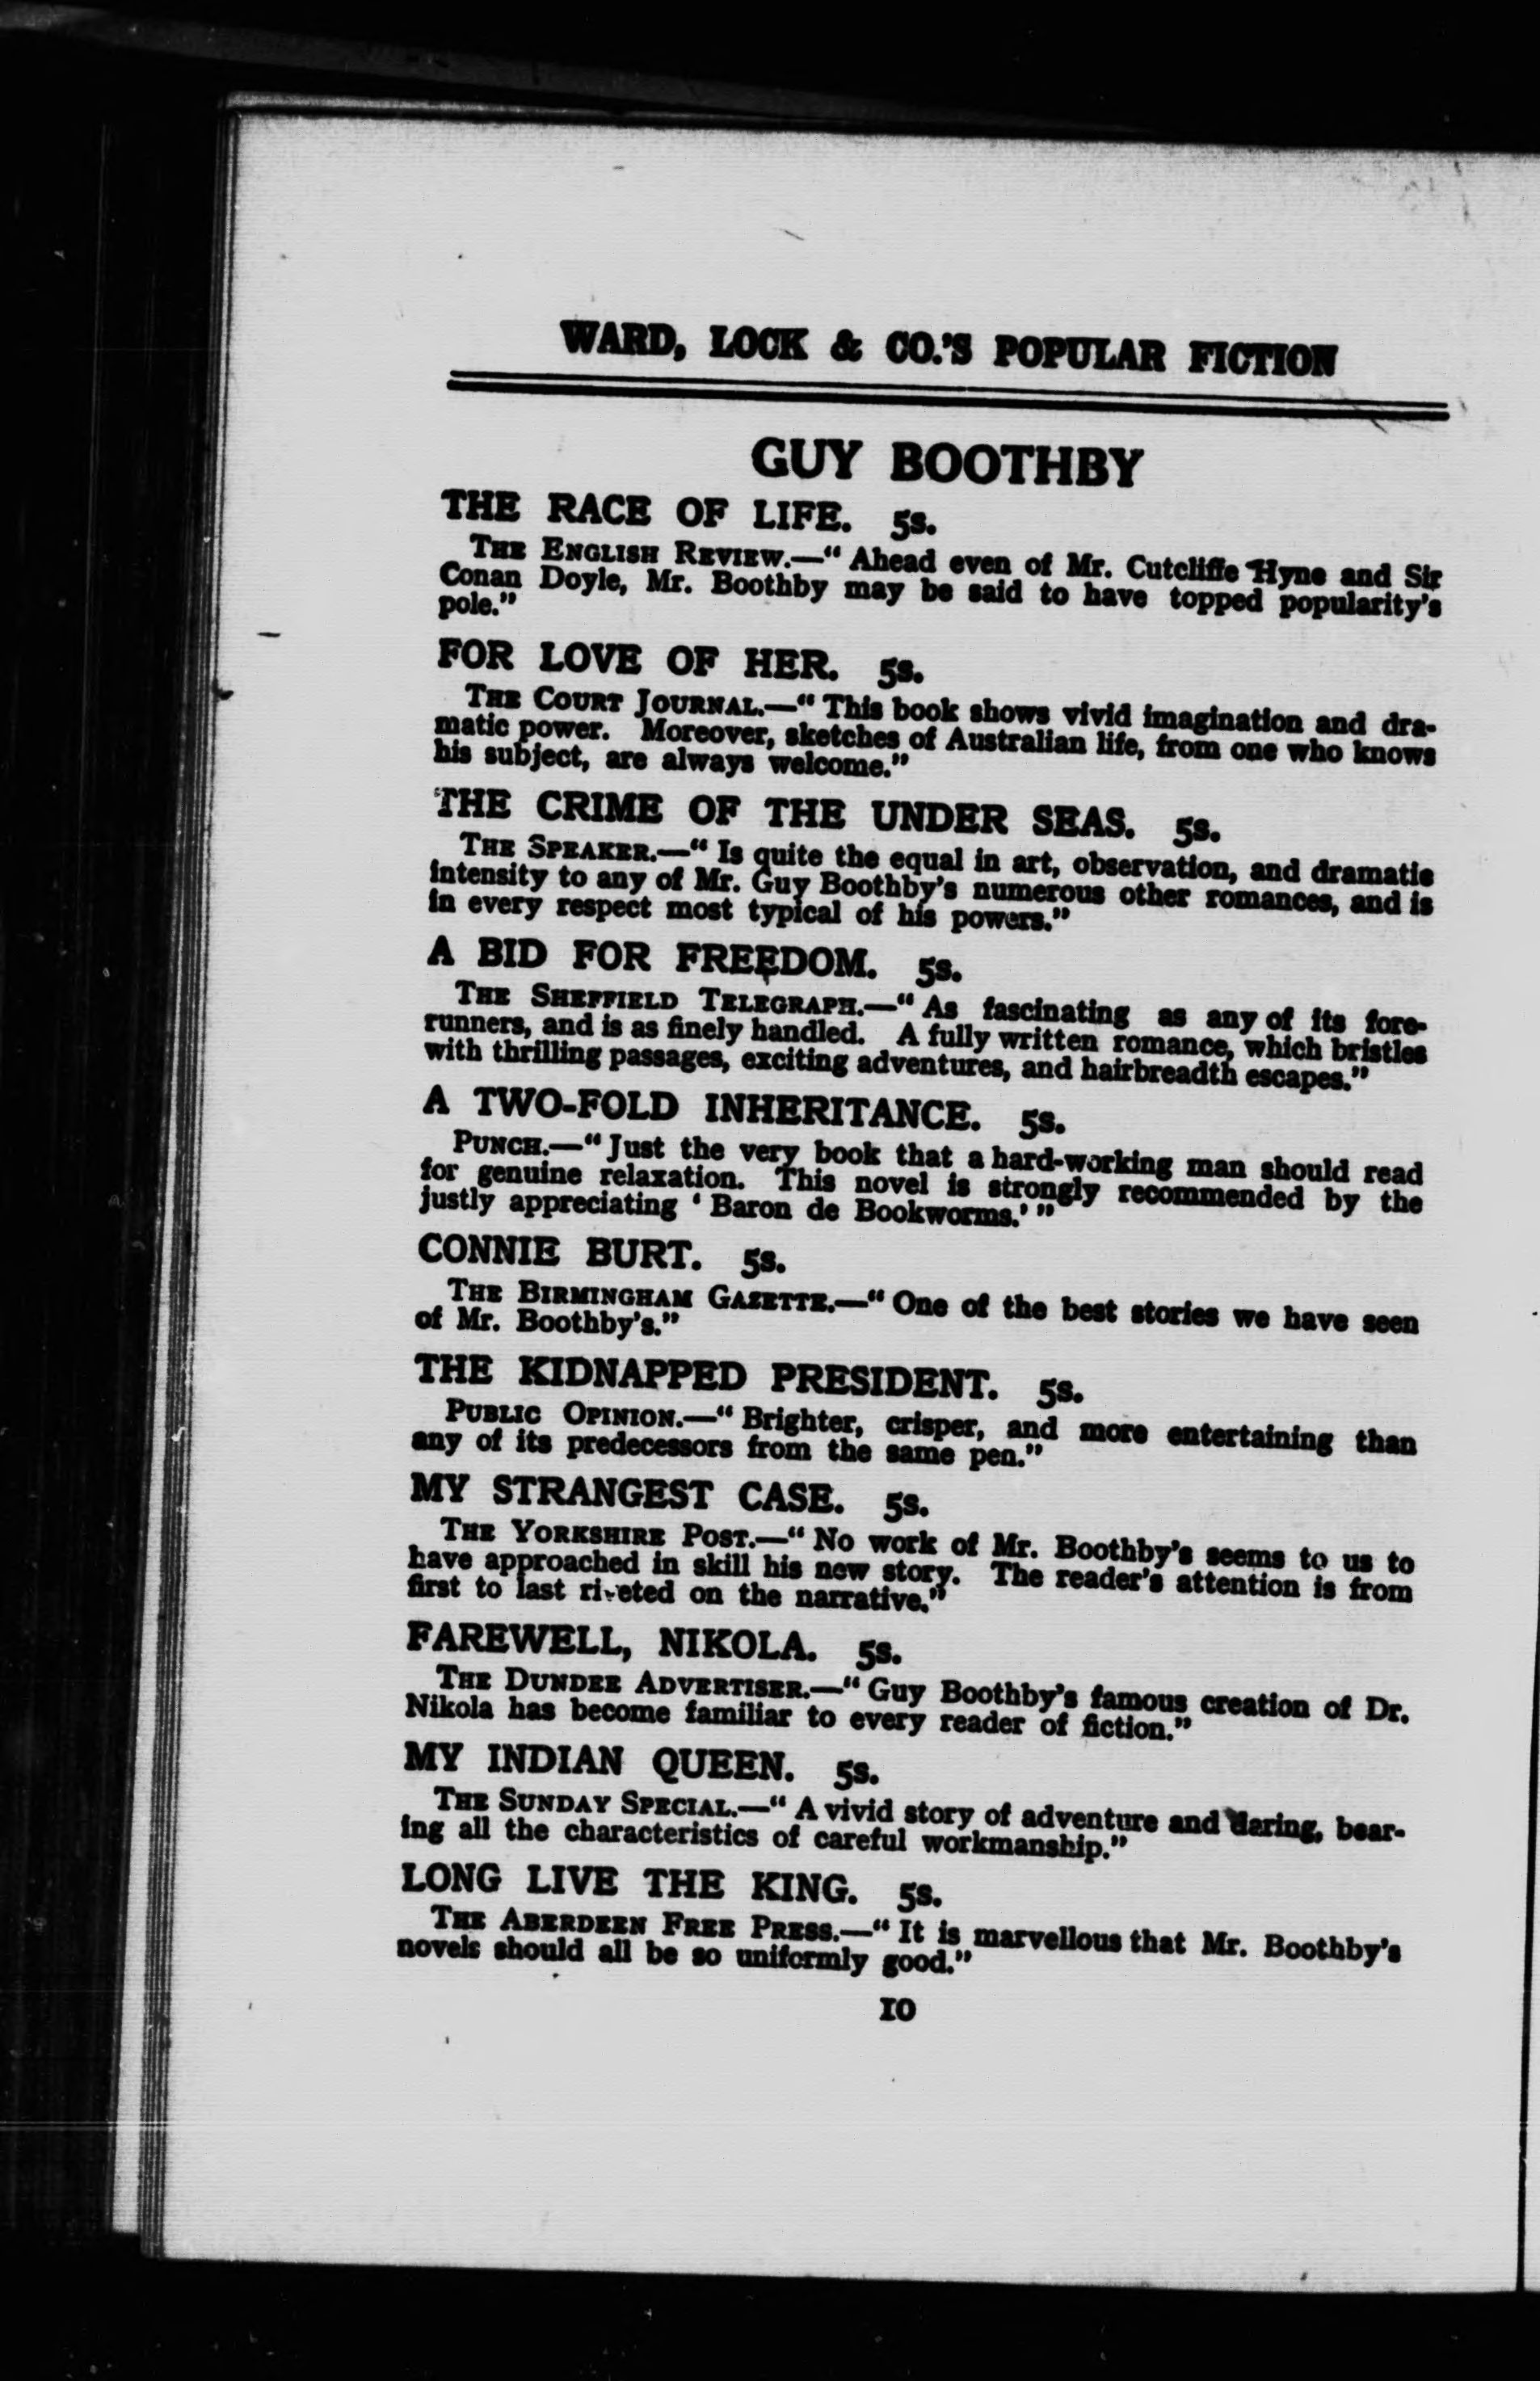 WARD, LOCK & CO.'S POPULAR FICTION
GUY BOOTHBY
THE RACE OF LIFE. 5s.
THE ENGLISH REVIEW.—" Ahead even of Mr. Cutcliffe Hyne and Sir
Conan Doyle, Mr. Boothby may be said to have topped popularity's
pole."
FOR LOVE OF HER. 5s.
THE COURT JOURNAL.—" This book shows vivid imagination and dra-
matic power. Moreover, sketches of Australian life, from one who knows
his subject, are always welcome."
THE CRIME OF THE UNDER SEAS. 5s.
THE SPEAKER.—" Is quite the equal in art, observation, and dramatic
intensity to any of Mr. Guy Boothby's numerous other romances, and is
in every respect most typical of his powers."
A BID FOR FREEDOM. 5s.
THE SHEFFIELD TELEGRAPH.—" As fascinating as any of its fore-
runners, and is as finely handled. A fully written romance, which bristles
with thrilling passages, exciting adventures, and hairbreadth escapes."
A TWO-FOLD INHERITANCE. 5s.
PUNCH.—" Just the very book that a hard-working man should read
for genuine relaxation. This novel is strongly recommended by the
justly appreciating ' Baron de Bookworms.' "
CONNIE BURT. 5s.
THE BIRMINGHAM GAZETTE.—" One of the best stories we have seen
of Mr. Boothby's."
THE KIDNAPPED PRESIDENT. 5s.
PUBLIC OPINION.—" Brighter, crisper, and more entertaining than
any of its predecessors from the same pen."
MY STRANGEST CASE. 5s.
THE YORKSHIRE POST.—" No work of Mr. Boothby's seems to us to
have approached in skill his new story. The reader's attention is from
first to last riveted on the narrative."
FAREWELL, NIKOLA. 5s.
THE DUNDEE ADVERTISER.—" Guy Boothby's famous creation of Dr.
Nikola has become familiar to every reader of fiction."
MY INDIAN QUEEN. 5s.
THE SUNDAY SPECIAL.—" A vivid story of adventure and daring, bear-
ing all the characteristics of careful workmanship."
LONG LIVE THE KING. 5s.
THE ABERDEEN FREE PRESS.—" It is marvellous that Mr. Boothby's
novels should all be so uniformly good."
10